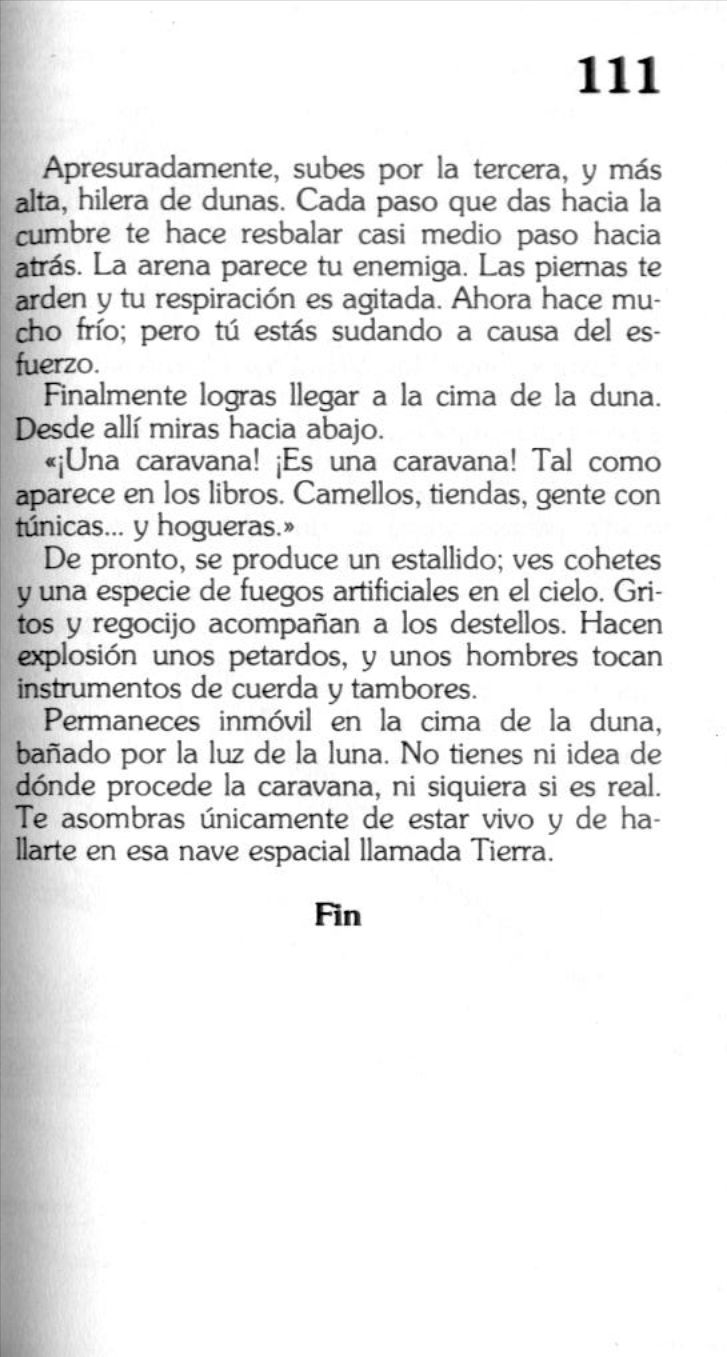 111
Apresuradamente, subes por la tercera, y más
alta, hilera de dunas. Cada paso que das hacia la
cumbre te hace resbalar casi medio paso hacia
atrás. La arena parece tu enemiga. Las piernas te
arden y tu respiración es agitada. Ahora hace mu-
cho frío; pero tú estás sudando a causa del es-
fuerzo.
Finalmente logras llegar a la cima de la duna.
Desde allí miras hacia abajo.
«¡Una caravana! ¡Es una caravana! Tal como
aparece en los libros. Camellos, tiendas, gente con
túnicas... y hogueras.»
De pronto, se produce un estallido; ves cohetes
y una especie de fuegos artificiales en el cielo. Gri-
tos y regocijo acompañan a los destellos. Hacen
explosión unos petardos, y unos hombres tocan
instrumentos de cuerda y tambores.
Permaneces inmóvil en la cima de la duna,
bañado por la luz de la luna. No tienes ni idea de
dónde procede la caravana, ni siquiera si es real.
Te asombras únicamente de estar vivo y de ha-
llarte en esa nave espacial llamada Tierra.
Fin